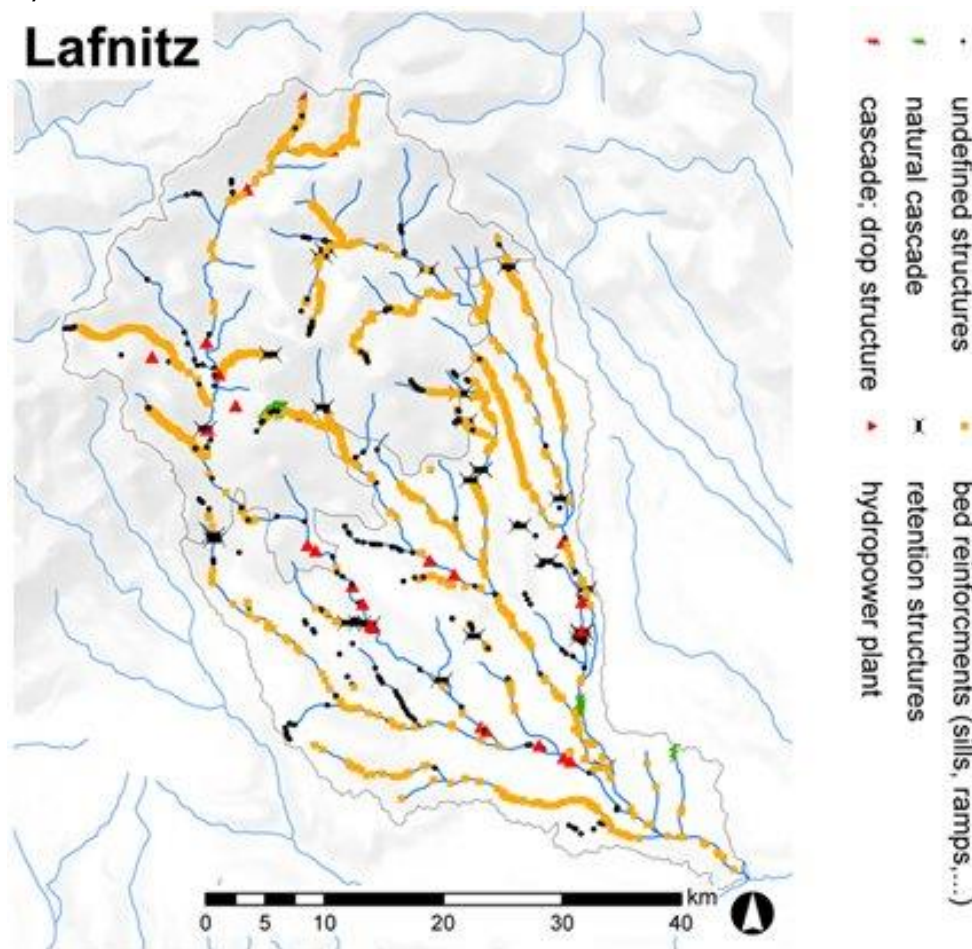 Lafnitz
undefined structures
natural cascade
cascade; drop structure
bed reinforcments (sills, ramps,...)
retention structures
hydropower plant
km
0 5 10 20 30 40